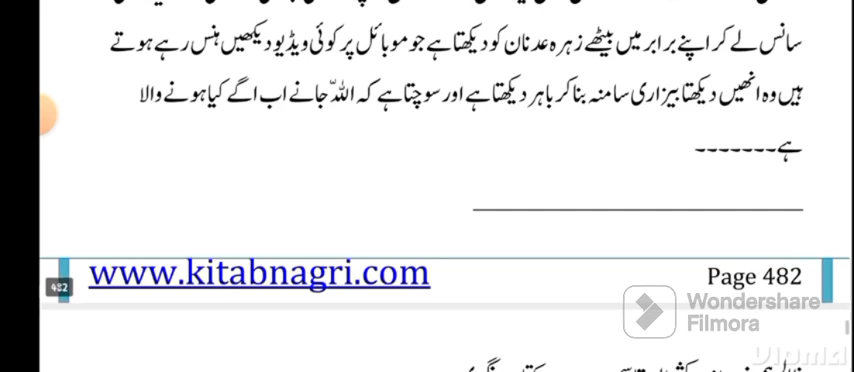 سانس لے کر اپنے برابر میں بیٹھے زہرہ عدنان کو دیکھتا ہے جو موبائل پر کوئی ویڈیو دیکھیں ہنس رہے ہوتے
ہیں وہ انھیں دیکھتا بیزاری سا منہ بنا کر باہر دیکھتا ہے اور سوچتا ہے کہ اللہ جانے اب اگے کیا ہونے والا
ہے-------
www.kitabnagri.com
Page 482
482
Wondershare
Filmora